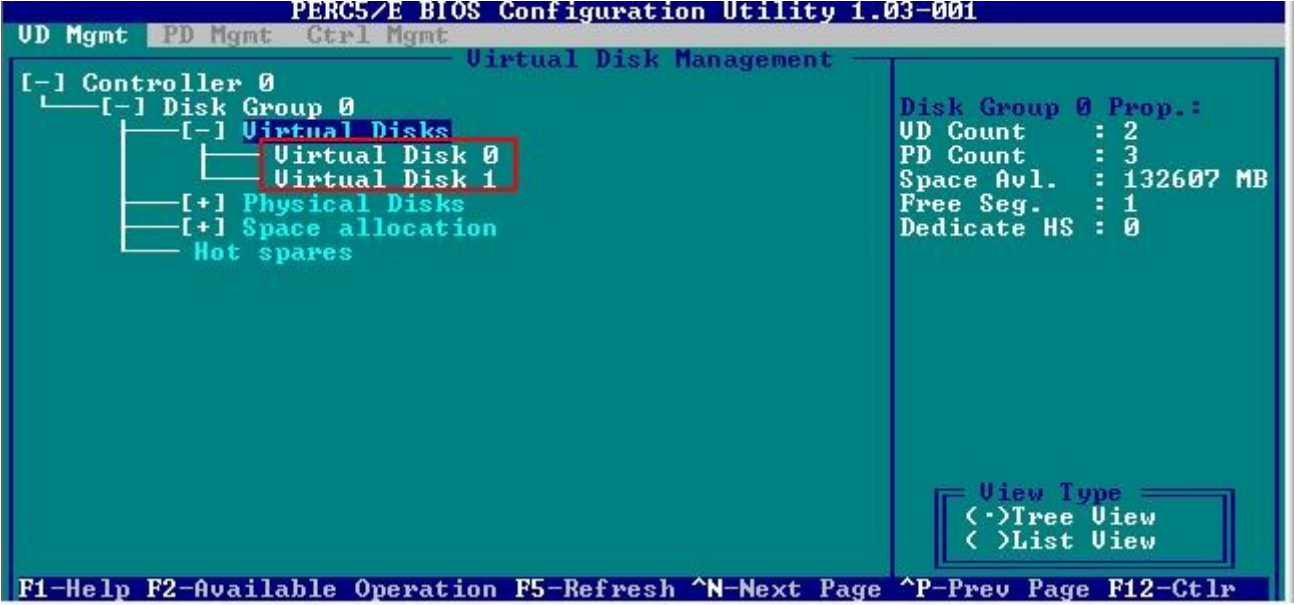 PERC5/E BIOS Configuration Utility 1.03-001
VD Mgmt PD Mgmt Ctrl Mgmt
Virtual Disk Management
[-] Controller 0
[-] Disk Group 0
[-] Virtual Disks
Virtual Disk 0
Virtual Disk 1
[+] Physical Disks
[+] Space allocation
Hot spares
Disk Group 0 Prop.:
VD Count : 2
PD Count : 3
Space Avl. : 132607 MB
Free Seg. : 1
Dedicate HS : 0
View Type
(·)Tree View
( )List View
F1-Help F2-Available Operation F5-Refresh ^N-Next Page ^P-Prev Page F12-Ctlr